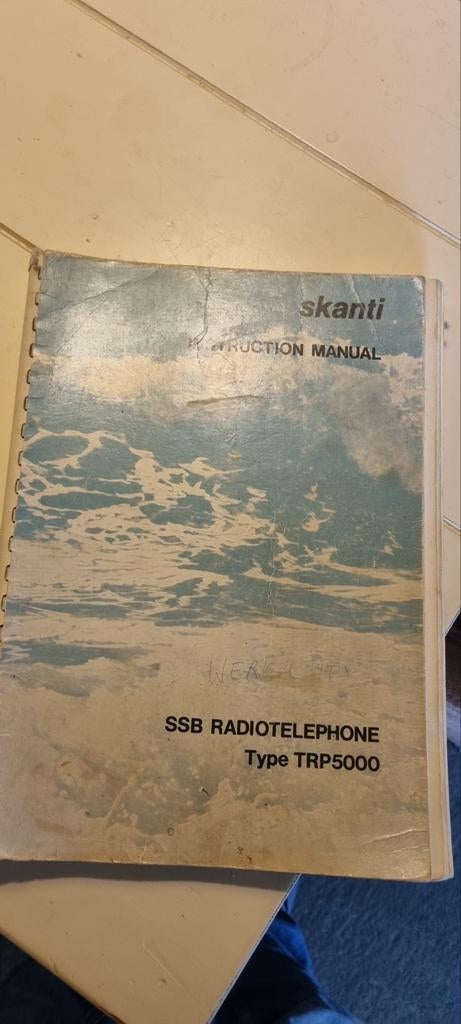 skanti
INSTRUCTION MANUAL
SSB RADIOTELEPHONE
Type TRP5000